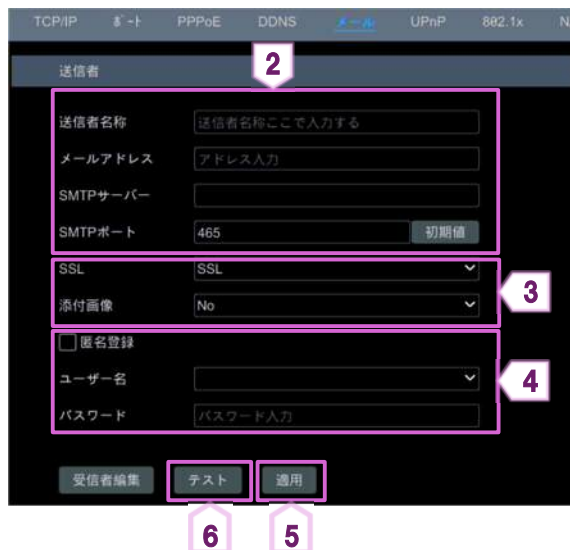 TCP/IP ポート PPPoE DDNS メール UPnP 802.1x N
送信者
2
送信者名称 送信者名称ここで入力する
メールアドレス アドレス入力
SMTPサーバー
SMTPポート 465 初期値
SSL SSL
3
添付画像 No
匿名登録
ユーザー名
4
パスワード パスワード入力
受信者編集 テスト 適用
6 5